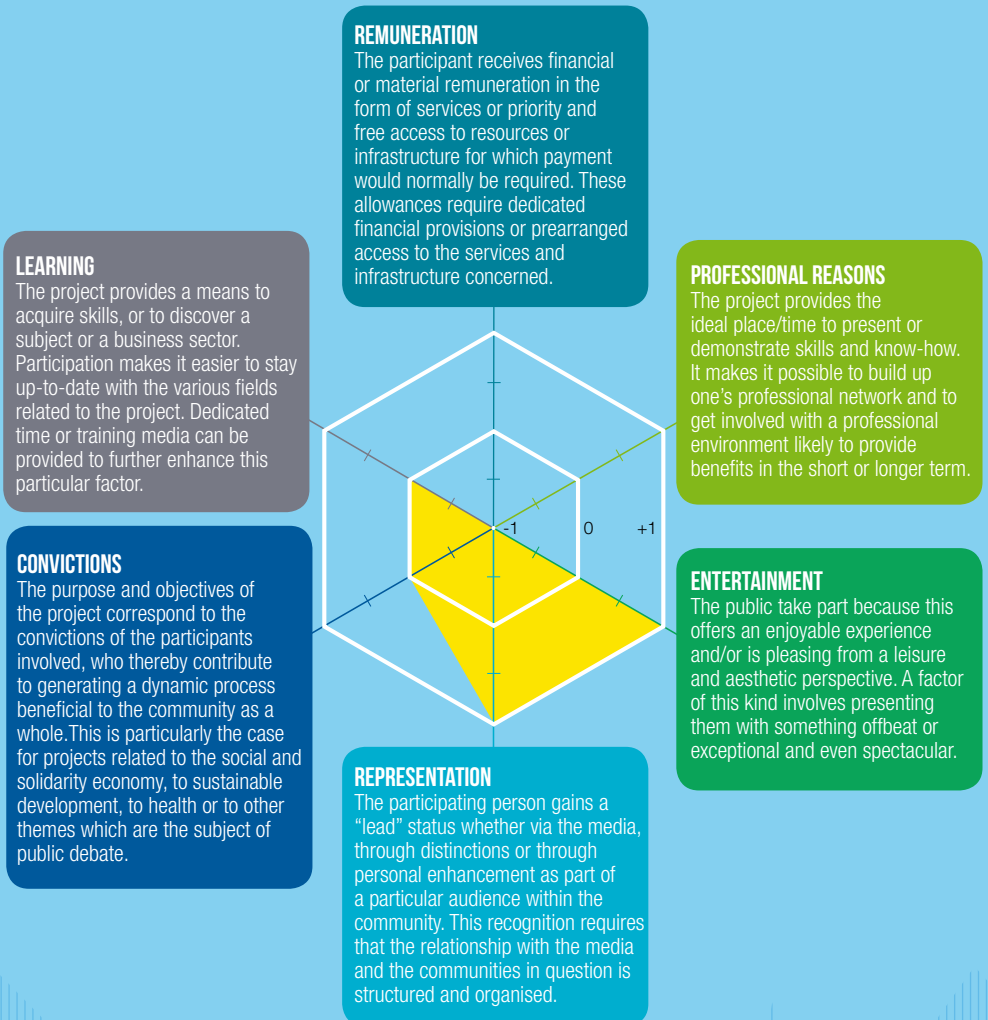 REMUNERATION
The participant receives financial
or material remuneration in the
form of services or priority and
free access to resources or
infrastructure for which payment
would normally be required. These
allowances require dedicated
financial provisions or prearranged
access to the services and
infrastructure concerned.
LEARNING
The project provides a means to
acquire skills, or to discover a
subject or a business sector.
Participation makes it easier to stay
up-to-date with the various fields
related to the project. Dedicated
time or training media can be
provided to further enhance this
particular factor.
PROFESSIONAL REASONS
The project provides the
ideal place/time to present or
demonstrate skills and know-how.
It makes it possible to build up
one's professional network and to
get involved with a professional
environment likely to provide
benefits in the short or longer term.
-1 0 +1
CONVICTIONS
The purpose and objectives of
the project correspond to the
convictions of the participants
involved, who thereby contribute
to generating a dynamic process
beneficial to the community as a
whole.This is particularly the case
for projects related to the social and
solidarity economy, to sustainable
development, to health or to other
themes which are the subject of
public debate.
ENTERTAINMENT
The public take part because this
offers an enjoyable experience
and/or is pleasing from a leisure
and aesthetic perspective. A factor
of this kind involves presenting
them with something offbeat or
exceptional and even spectacular.
REPRESENTATION
The participating person gains a
“lead” status whether via the media,
through distinctions or through
personal enhancement as part of
a particular audience within the
community. This recognition requires
that the relationship with the media
and the communities in question is
structured and organised.